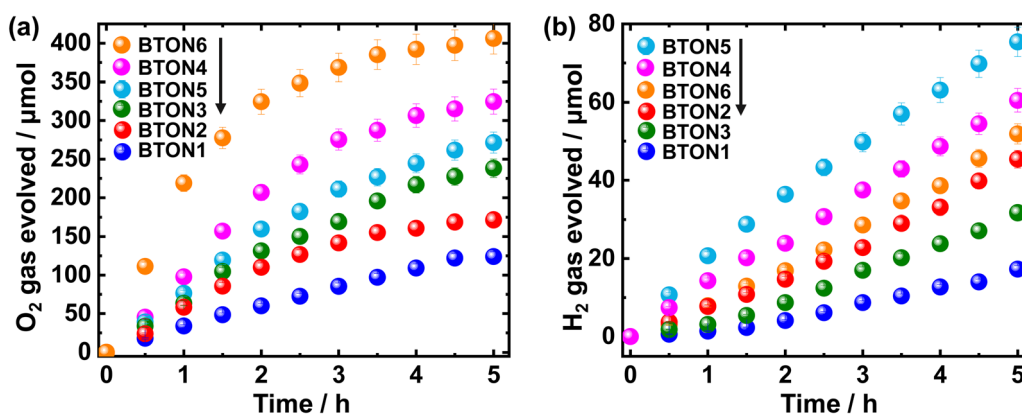 (a)
BTON6
BTON4
BTON5
BTON3
BTON2
BTON1
O₂ gas evolved / μmol
400
350
300
250
200
150
100
50
0
0 1 2 3 4 5
Time / h
(b)
BTON5
BTON4
BTON6
BTON2
BTON3
BTON1
H₂ gas evolved / μmol
80
60
40
20
0
0 1 2 3 4 5
Time / h